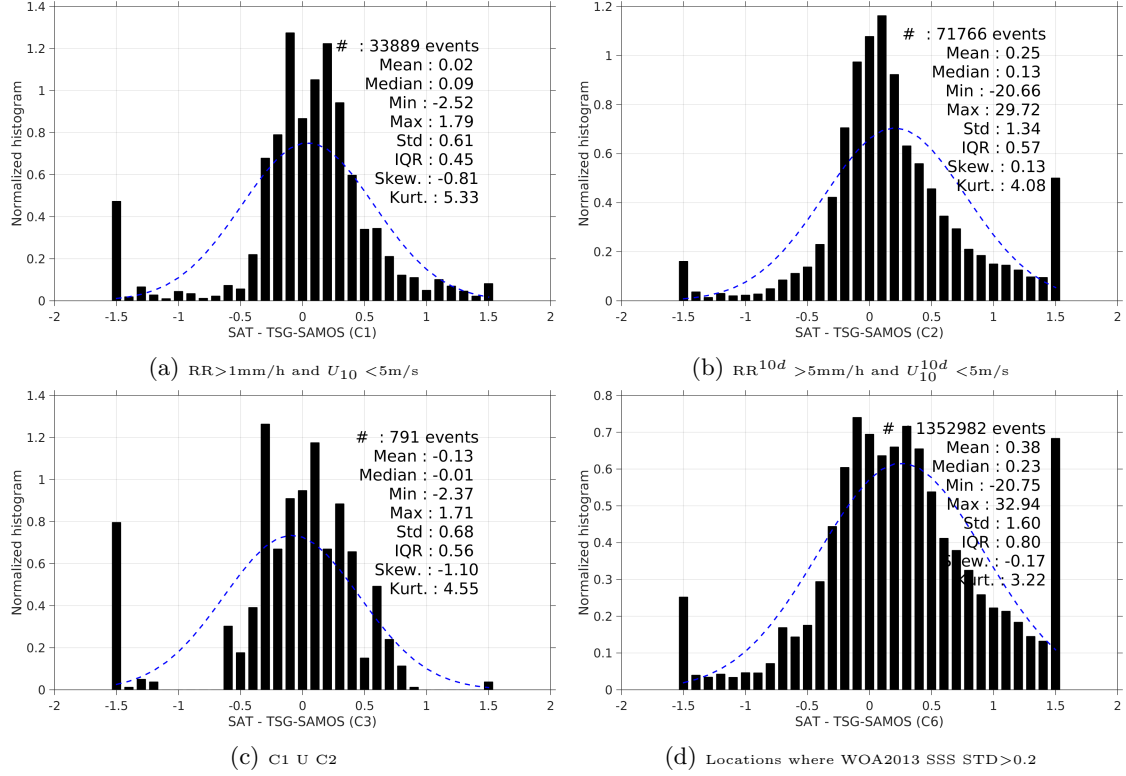 1.4
1.2
1
0.8
0.6
0.4
0.2
0
-2
-1.5
-1
-0.5
0
0.5
1
1.5
2
Normalized histogram
SAT - TSG-SAMOS (C1)
# : 33889 events
Mean : 0.02
Median : 0.09
Min : -2.52
Max : 1.79
Std : 0.61
IQR : 0.45
Skew. : -0.81
Kurt. : 5.33
(a) RR>1mm/h and U10 <5m/s
1.2
1
0.8
0.6
0.4
0.2
0
-2
-1.5
-1
-0.5
0
0.5
1
1.5
2
Normalized histogram
SAT - TSG-SAMOS (C2)
# : 71766 events
Mean : 0.25
Median : 0.13
Min : -20.66
Max : 29.72
Std : 1.34
IQR : 0.57
Skew. : 0.13
Kurt. : 4.08
(b) RR10d >5mm/h and U10 10d <5m/s
1.4
1.2
1
0.8
0.6
0.4
0.2
0
-2
-1.5
-1
-0.5
0
0.5
1
1.5
2
Normalized histogram
SAT - TSG-SAMOS (C3)
# : 791 events
Mean : -0.13
Median : -0.01
Min : -2.37
Max : 1.71
Std : 0.68
IQR : 0.56
Skew. : -1.10
Kurt. : 4.55
(c) C1 U C2
0.8
0.7
0.6
0.5
0.4
0.3
0.2
0.1
0
-2
-1.5
-1
-0.5
0
0.5
1
1.5
2
Normalized histogram
SAT - TSG-SAMOS (C6)
# : 1352982 events
Mean : 0.38
Median : 0.23
Min : -20.75
Max : 32.94
Std : 1.60
IQR : 0.80
Skew. : -0.17
Kurt. : 3.22
(d) Locations where WOA2013 SSS STD>0.2